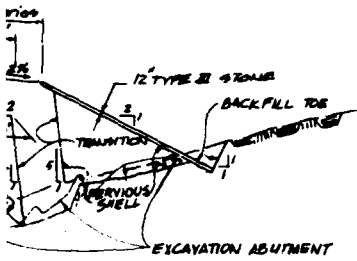 varies
2%
12" TYPE III STONE
2
1
BACKFILL TOE
2
TRANSITION
5
1
1
1
PERVIOUS
SHELL
EXCAVATION ABUTMENT